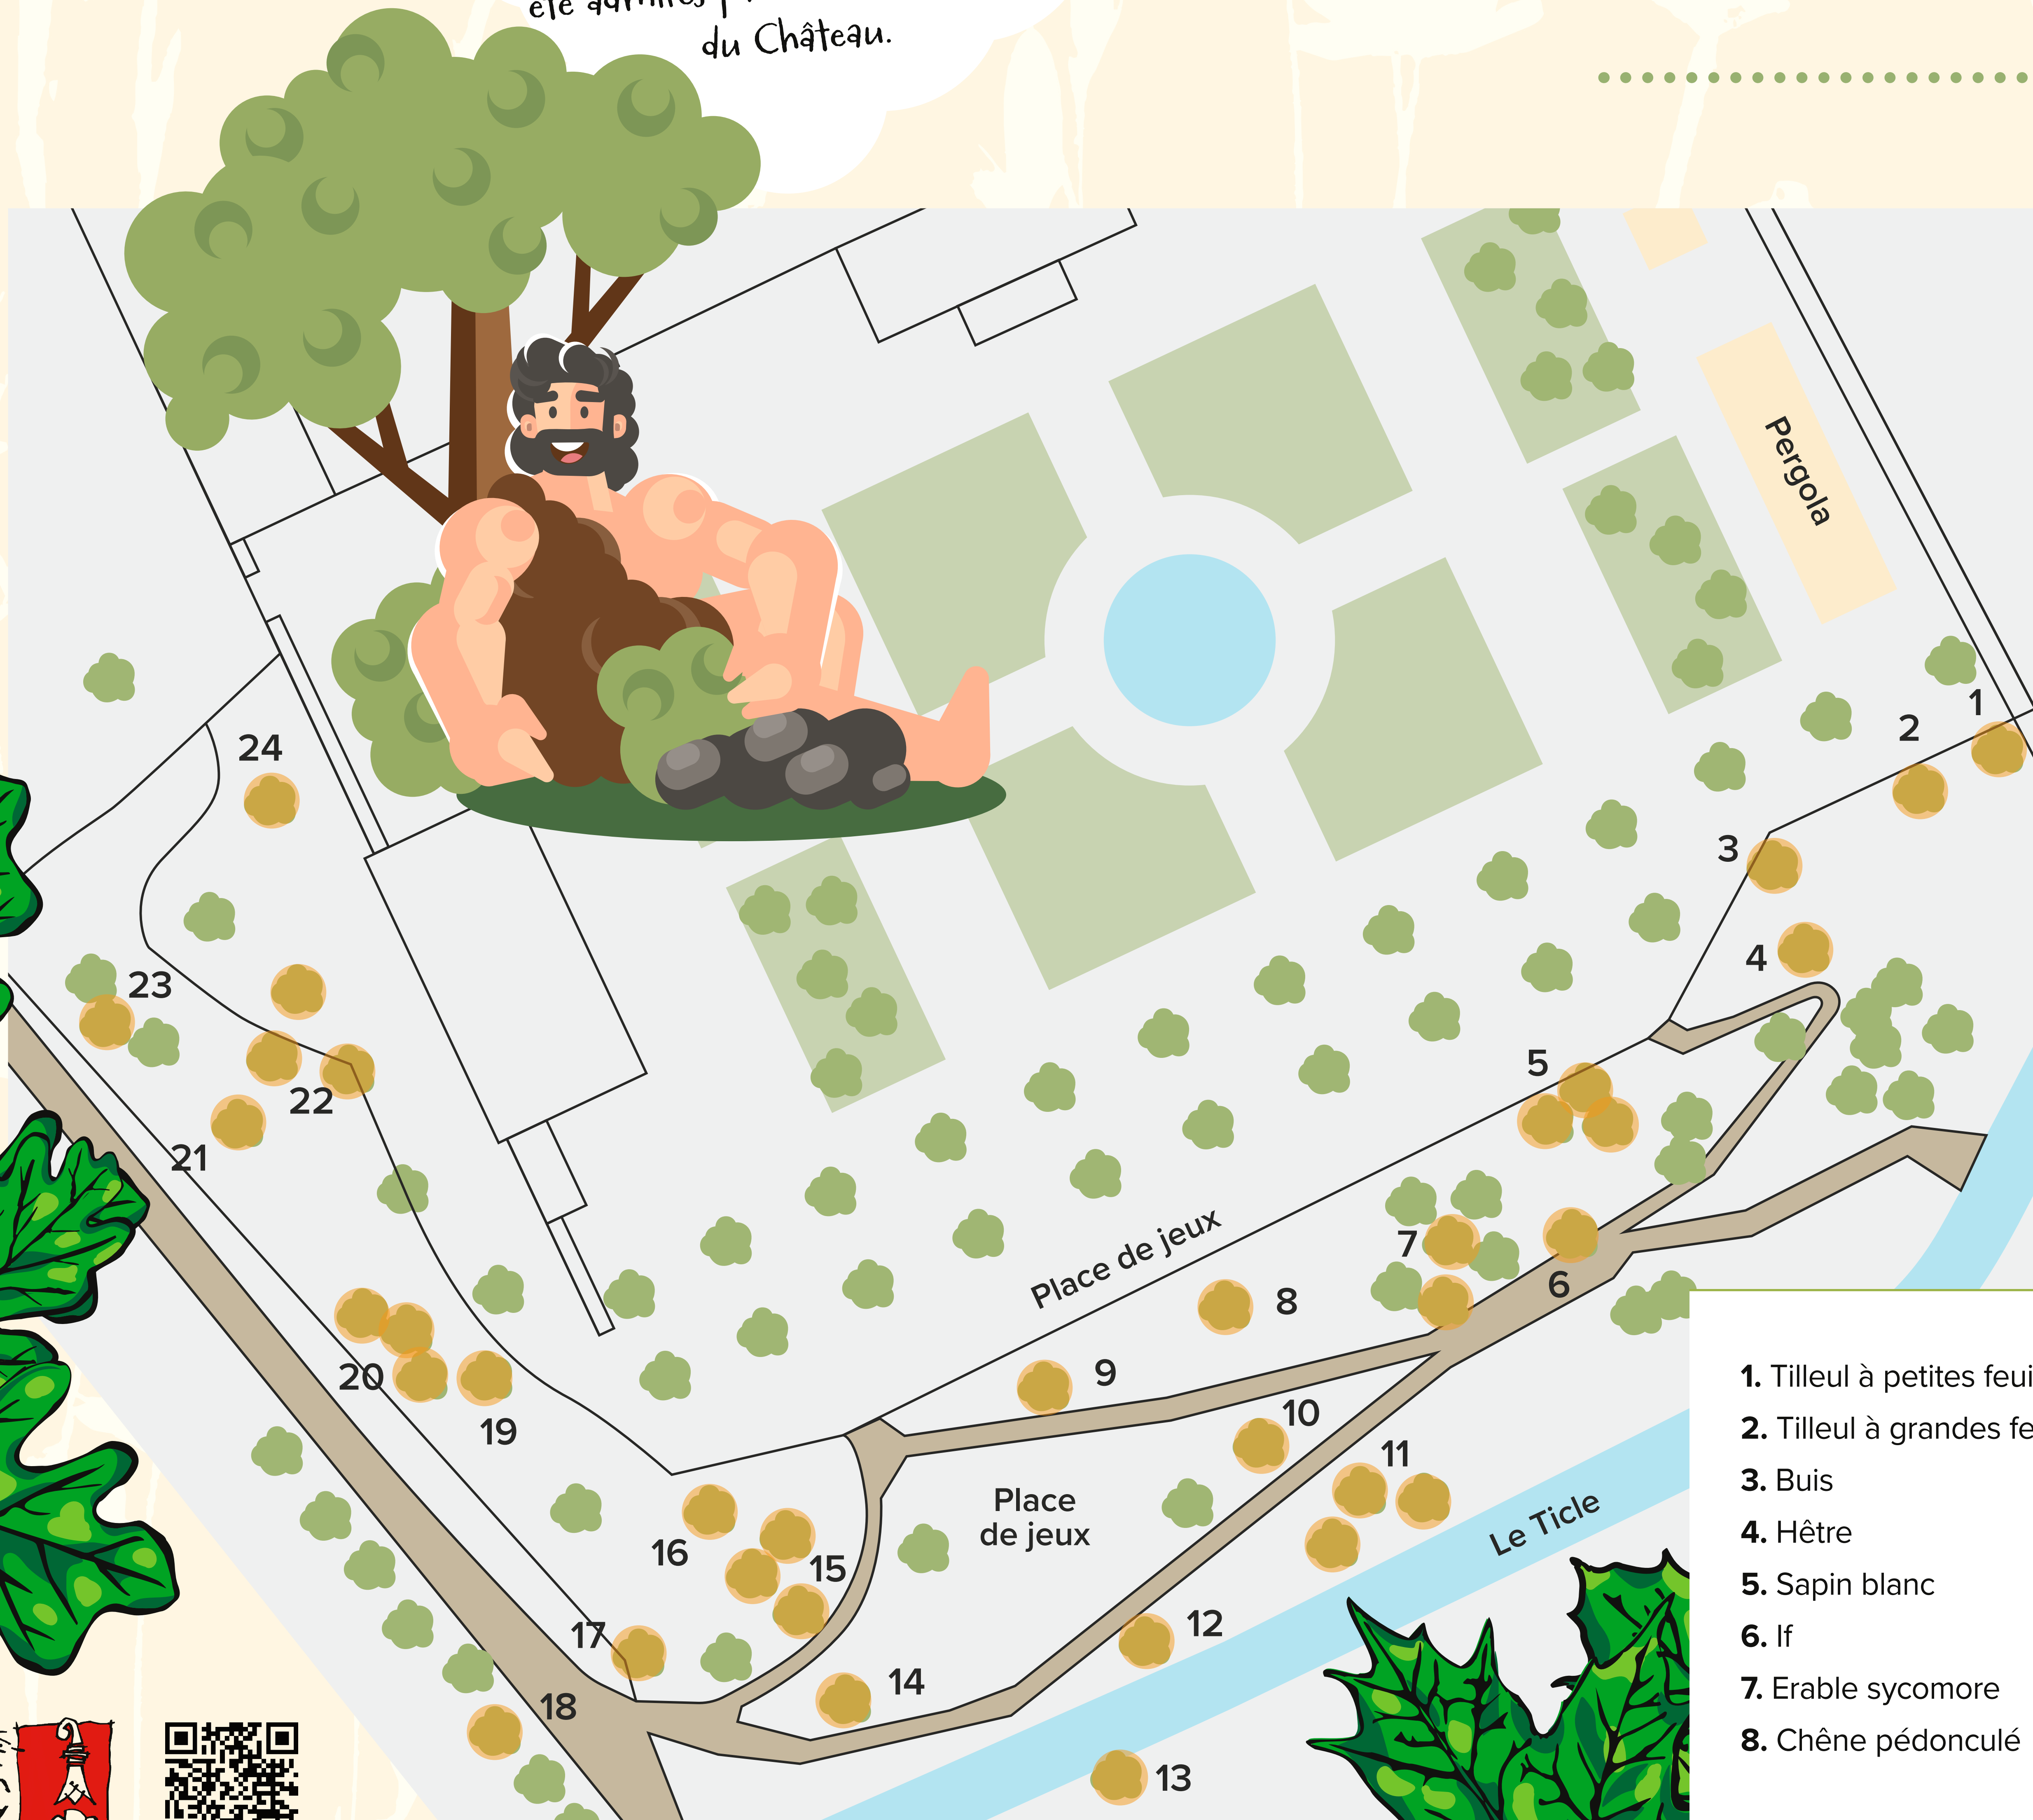 du Château.
Pergola
1
2
3
4
5
6
7
8
9
10
11
12
13
14
15
16
17
18
19
20
21
22
23
24
Place de jeux
Place
de jeux
Le Ticle
1. Tilleul à petites
2. Tilleul à grandes
3. Buis
4. Hêtre
5. Sapin blanc
6. If
7. Erable sycomore
8. Chêne pédonculé